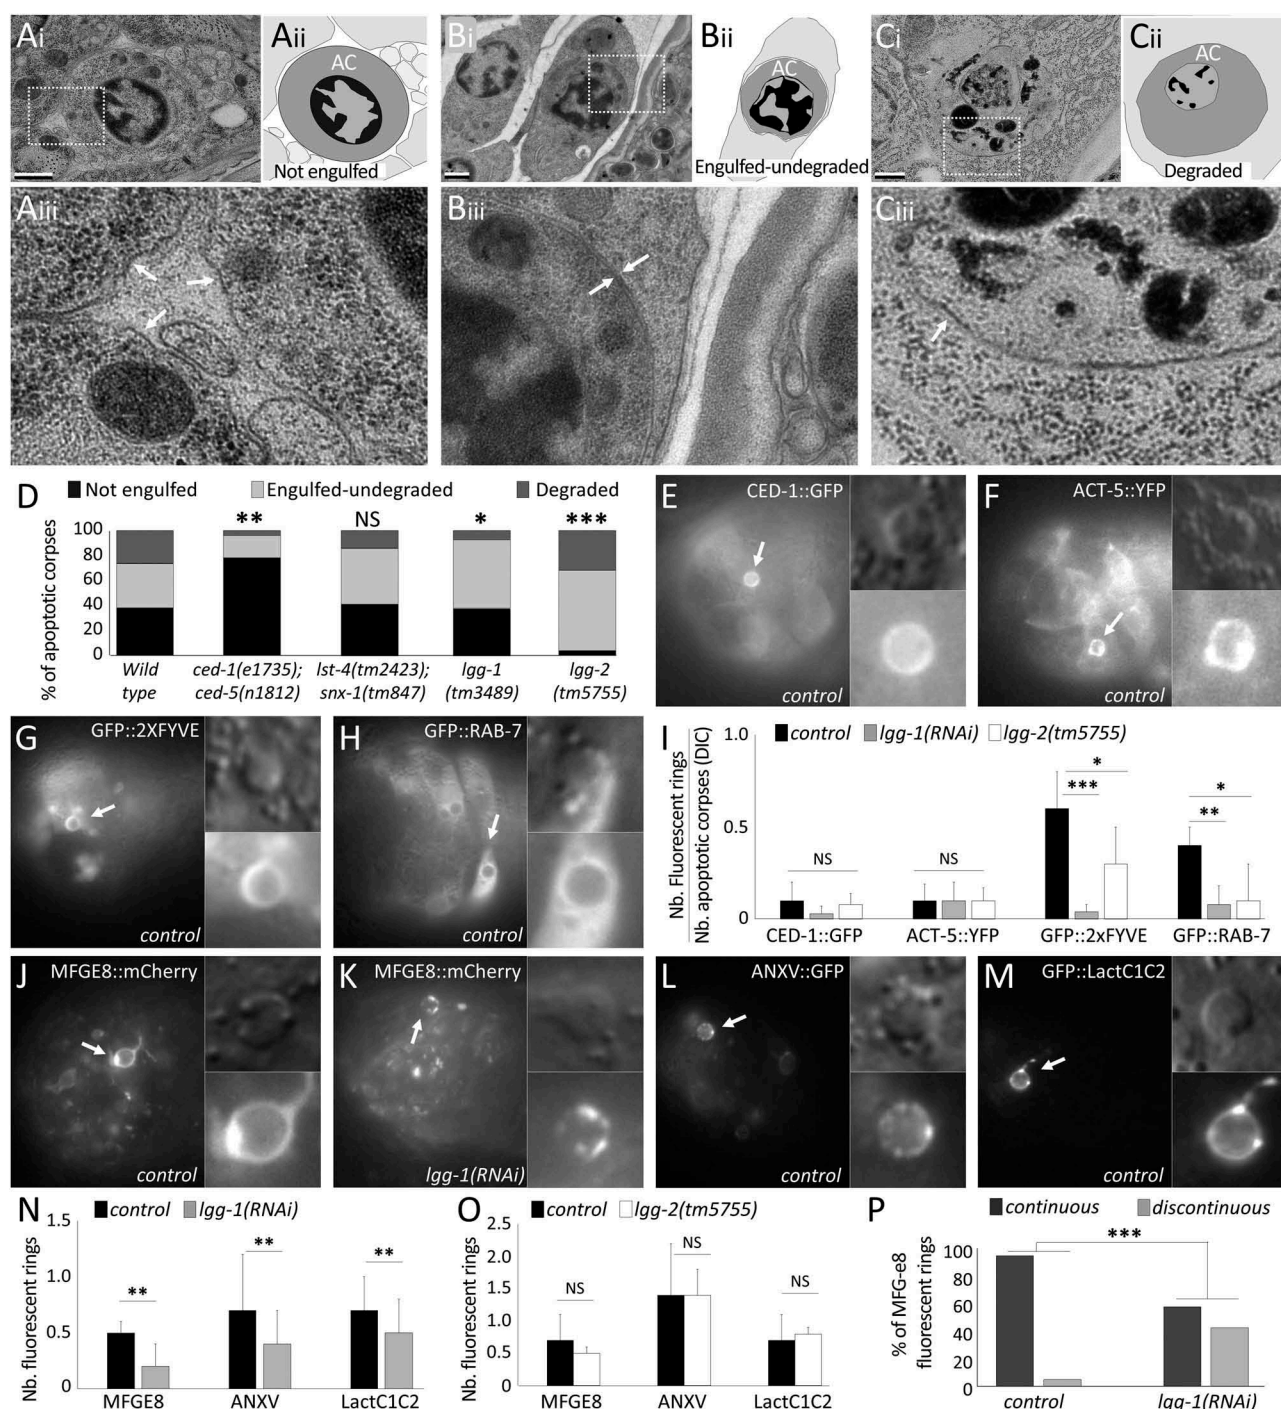 Ai
Aii
AC
Not engulfed
Bi
Bii
AC
Engulfed-undegraded
Ci
Cii
AC
Degraded
Aiii
Biii
Ciii
D
Not engulfed
Engulfed-undegraded
Degraded
% of apoptotic corpses
100
80
60
40
20
0
**
NS
*
***
Wild
type
ced-1(e1735);
ced-5(n1812)
lst-4(tm2423);
snx-1(tm847)
lgg-1
(tm3489)
lgg-2
(tm5755)
E
CED-1::GFP
control
F
ACT-5::YFP
control
G
GFP::2XFYVE
control
H
GFP::RAB-7
control
I
control
lgg-1(RNAi)
lgg-2(tm5755)
Nb. Fluorescent rings
Nb. apoptotic corpses (DIC)
1.0
0.5
0
NS
NS
*
***
*
**
CED-1::GFP
ACT-5::YFP
GFP::2xFYVE
GFP::RAB-7
J
MFGE8::mCherry
control
K
MFGE8::mCherry
lgg-1(RNAi)
L
ANXV::GFP
control
M
GFP::LactC1C2
control
N
control
lgg-1(RNAi)
Nb. fluorescent rings
1.5
1.0
0.5
0
**
**
**
MFGE8
ANXV
LactC1C2
O
control
lgg-2(tm5755)
Nb. fluorescent rings
2.5
2.0
1.5
1.0
0.5
0
NS
NS
NS
MFGE8
ANXV
LactC1C2
P
continuous
discontinuous
% of MFG-e8
fluorescent rings
100
80
60
40
20
0
***
control
lgg-1(RNAi)